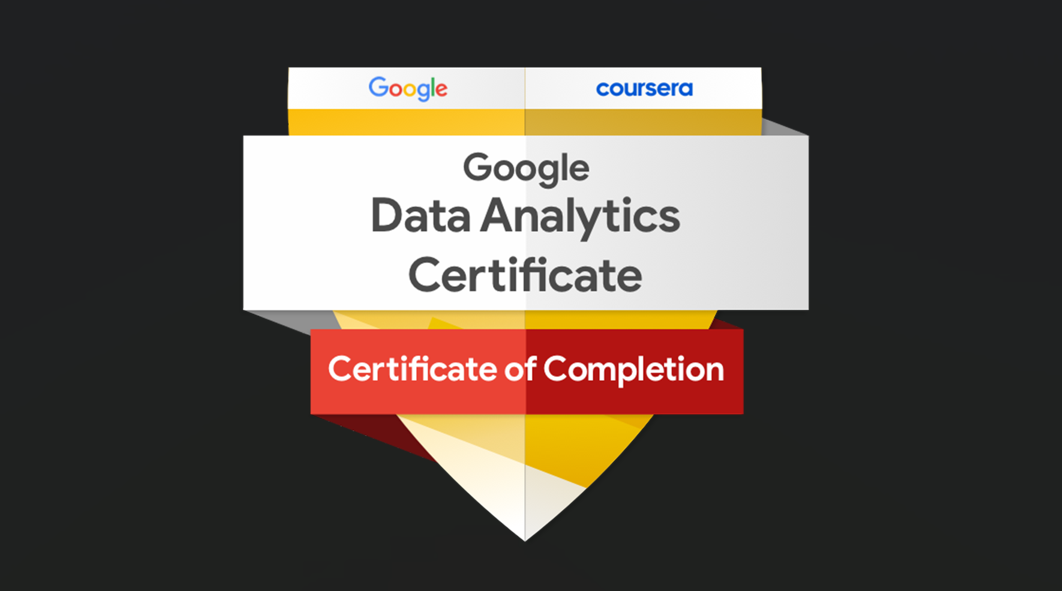 Google coursera
Google
Data Analytics
Certificate
Certificate of Completion